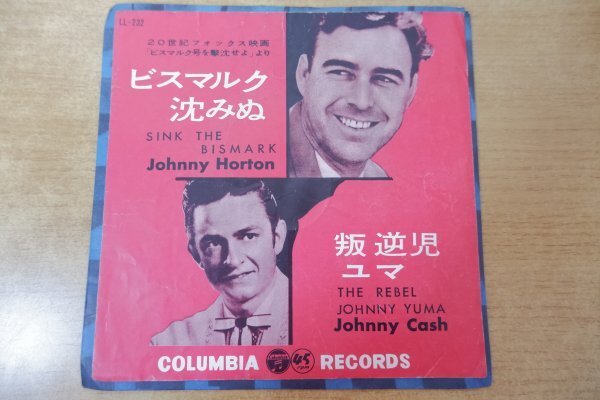 LL-232
20世紀フォックス映画
「ビスマルク号を撃沈せよ」より
ビスマルク
沈みぬ
SINK THE
BISMARK
Johnny Horton
叛逆児
ユマ
THE REBEL
JOHNNY YUMA
Johnny Cash
COLUMBIA 45 rpm RECORDS